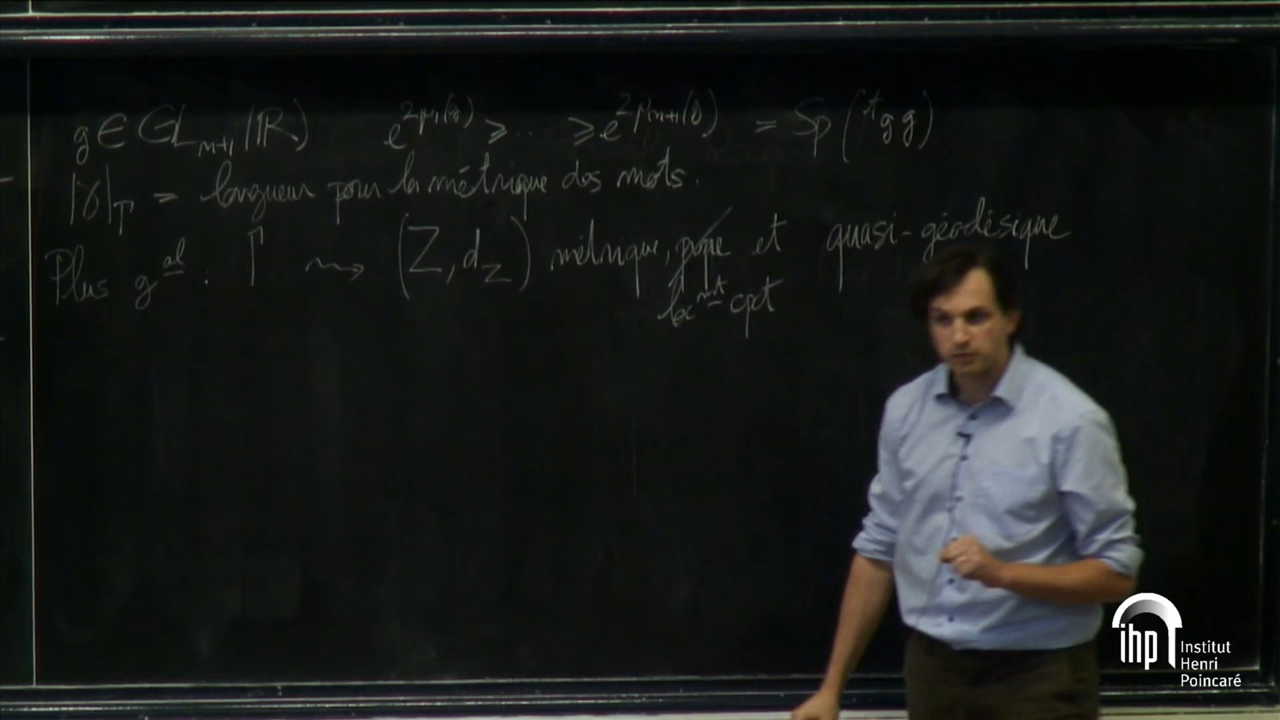 g ∈ GL_{n+1}(ℝ) e^{2μ_1(g)} ≥ ... ≥ e^{2μ_{n+1}(g)} = Sp(^t g g)
|γ|_Γ = longueur pour la métrique des mots.
Plus g^{al} : Γ ⇝ (Z, d_Z) métrique, propre et quasi-géodésique
loc^{mt} cpct
ihp Institut
Henri
Poincaré